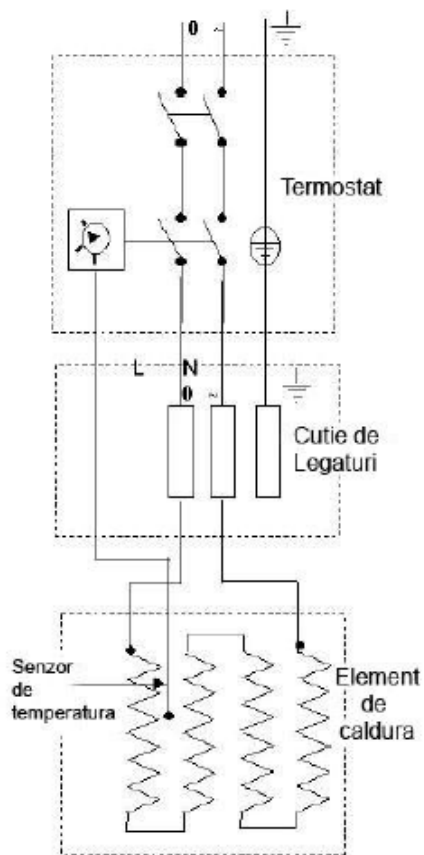 0 ~
Termostat
L N
0 ~
Cutie de
Legaturi
Senzor
de
temperatura
Element
de
caldura